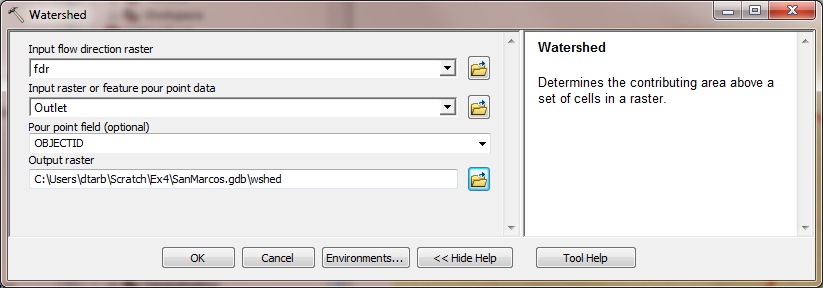 Watershed
Input flow direction raster
fdr
Input raster or feature pour point data
Outlet
Pour point field (optional)
OBJECTID
Output raster
C:\Users\dtarb\Scratch\Ex4\SanMarcos.gdb\wshed
Watershed
Determines the contributing area above a
set of cells in a raster.
OK
Cancel
Environments...
<< Hide Help
Tool Help